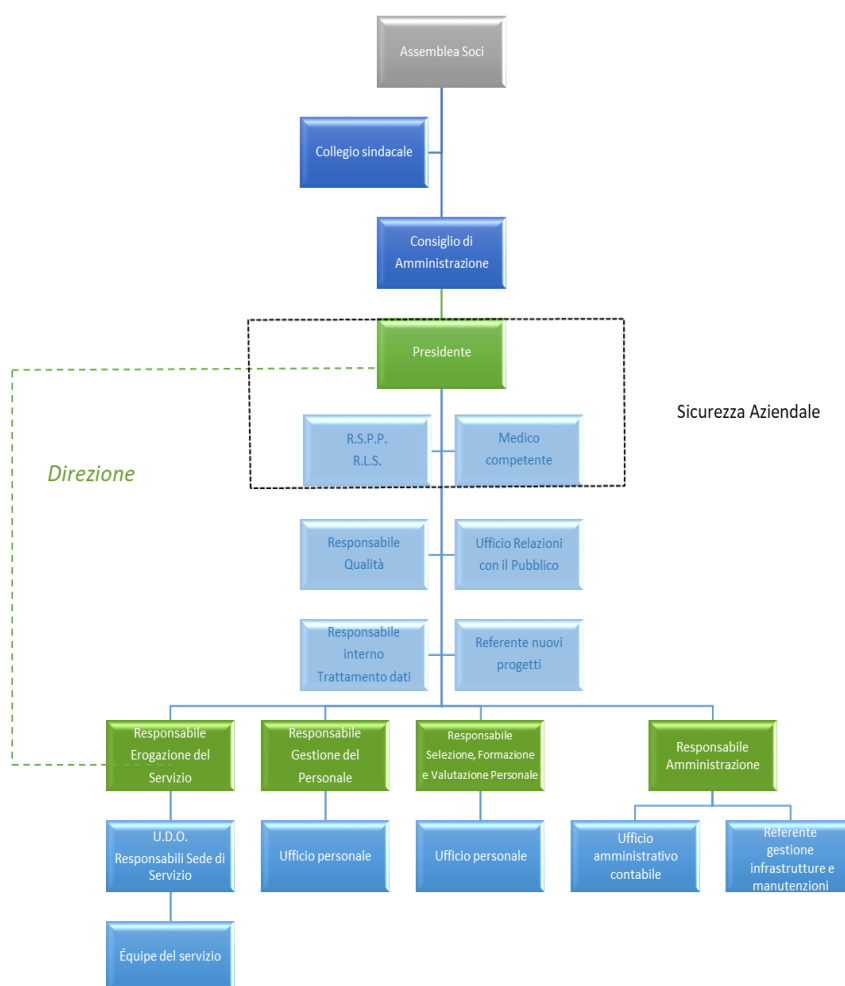 Assemblea Soci
Collegio sindacale
Consiglio di
Amministrazione
Presidente
Sicurezza Aziendale
R.S.P.P.
R.L.S.
Medico
competente
Direzione
Responsabile
Qualità
Ufficio Relazioni
con il Pubblico
Responsabile
interno
Trattamento dati
Referente nuovi
progetti
Responsabile
Erogazione del
Servizio
Responsabile
Gestione del
Personale
Responsabile
Selezione, Formazione
e Valutazione Personale
Responsabile
Amministrazione
U.D.O.
Responsabili Sede di
Servizio
Ufficio personale
Ufficio personale
Ufficio
amministrativo
contabile
Referente
gestione
infrastrutture e
manutenzioni
Équipe del servizio